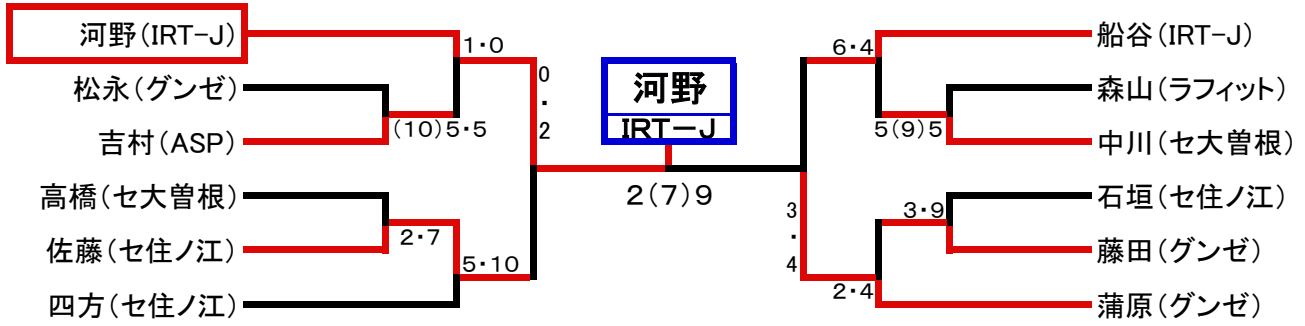 河野(IRT-J)
松永(グンゼ)
吉村(ASP)
高橋(セ大曽根)
佐藤(セ住ノ江)
四方(セ住ノ江)
1・0
(10)5・5
2・7
5・10
0・2
河野
IRT-J
2(7)9
6・4
5(9)5
3・9
2・4
3・4
船谷(IRT-J)
森山(ラフィット)
中川(セ大曽根)
石垣(セ住ノ江)
藤田(グンゼ)
蒲原(グンゼ)